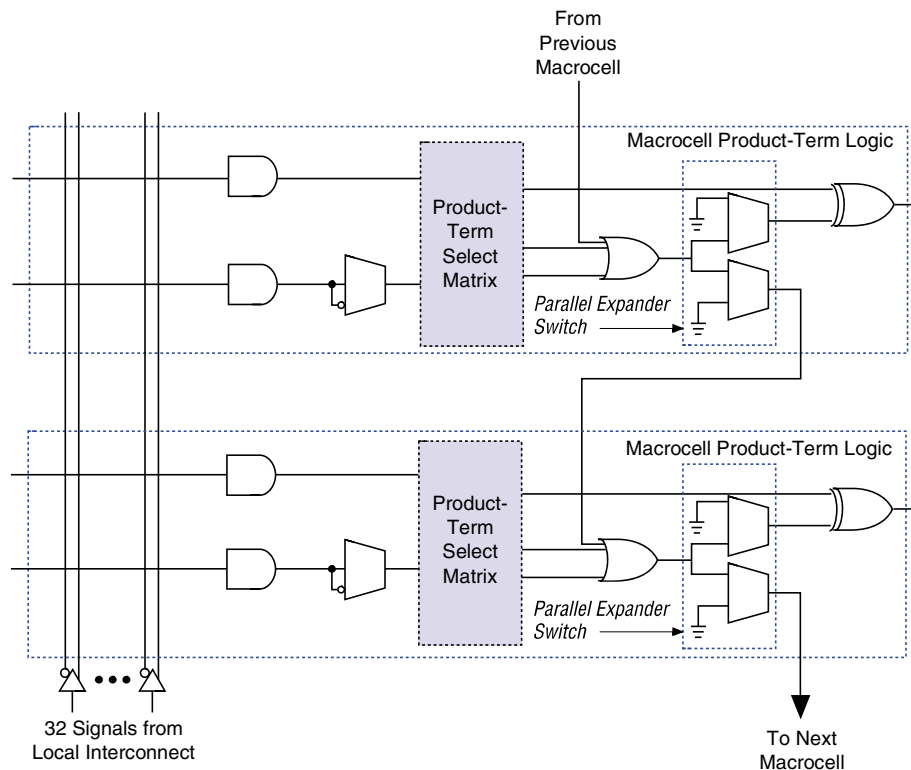 From
Previous
Macrocell
Macrocell Product-Term Logic
Product-
Term
Select
Matrix
Parallel Expander
Switch
Macrocell Product-Term Logic
Product-
Term
Select
Matrix
Parallel Expander
Switch
32 Signals from
Local Interconnect
To Next
Macrocell